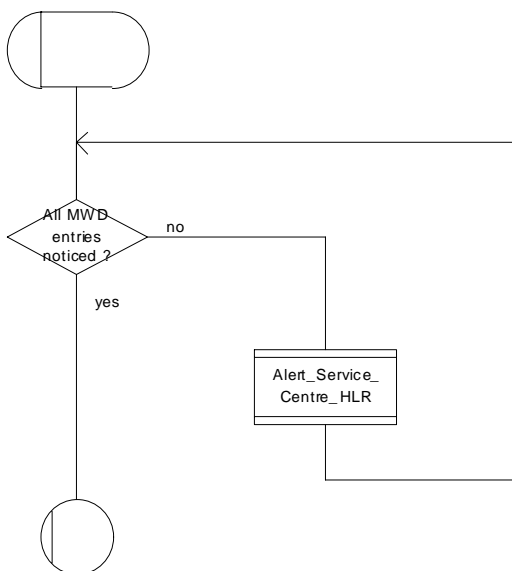 All MWD
entries
noticed ?
no
yes
Alert_Service_
Centre_HLR